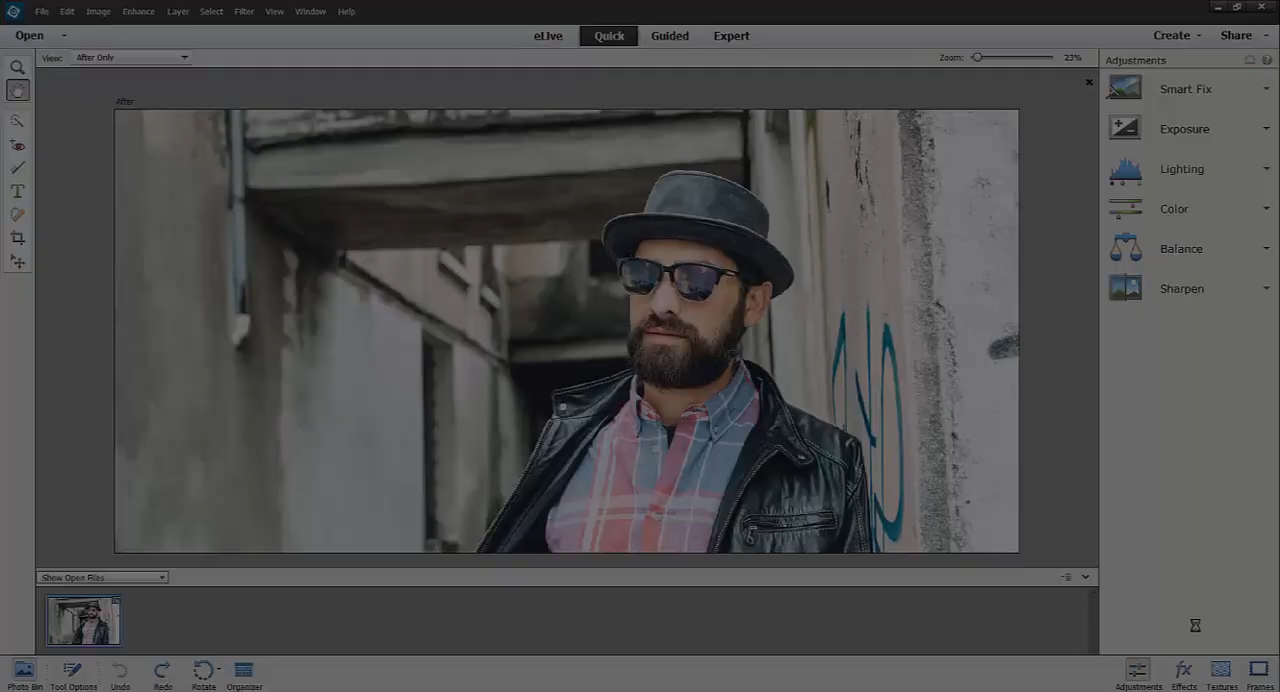 File Edit Image Enhance Layer Select Filter View Window Help
Open eLive Quick Guided Expert Create Share
View: After Only Zoom: 23% Adjustments
After
Smart Fix
Exposure
Lighting
Color
Balance
Sharpen
Show Open Files
Photo Bin Tool Options Undo Redo Rotate Organizer Adjustments Effects Textures Frames